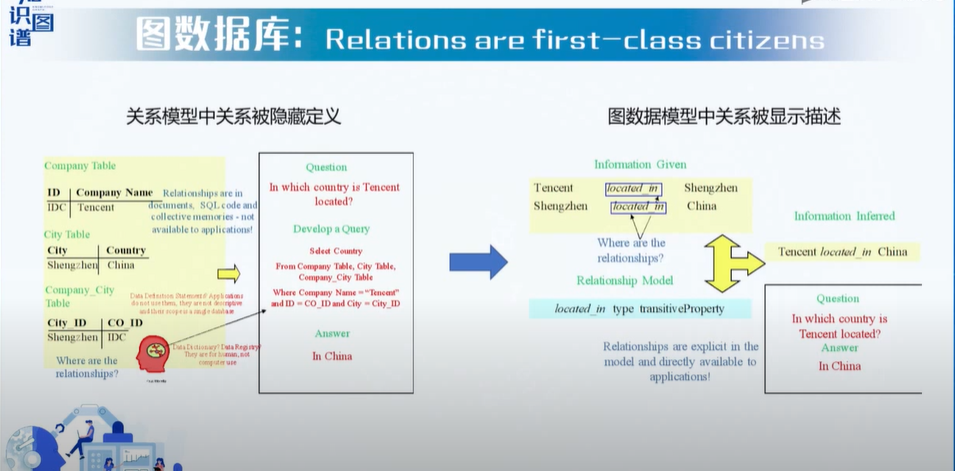 知
识图
谱
图数据库: Relations are first-class citizens
关系模型中关系被隐藏定义
Company Table
ID Company Name
IDC Tencent
Relationships are in
documents, SQL code and
collective memories - not
available to applications!
City Table
City Country
Shengzhen China
Company_City
Table
City_ID CO_ID
Shengzhen IDC
Where are the
relationships?
Data Definition Statements? Applications
do not use them, they are not descriptive
and their scope is a single database
Data Dictionary? Data Registry?
They are for human, not
computer use
Question
In which country is Tencent
located?
Develop a Query
Select Country
From Company Table, City Table,
Company_City Table
Where Company Name = "Tencent"
and ID = CO_ID and City = City_ID
Answer
In China
图数据模型中关系被显示描述
Information Given
Tencent located_in Shengzhen
Shengzhen located_in China
Where are the
relationships?
Relationship Model
located_in type transitiveProperty
Relationships are explicit in the
model and directly available to
applications!
Information Inferred
Tencent located_in China
Question
In which country is
Tencent located?
Answer
In China